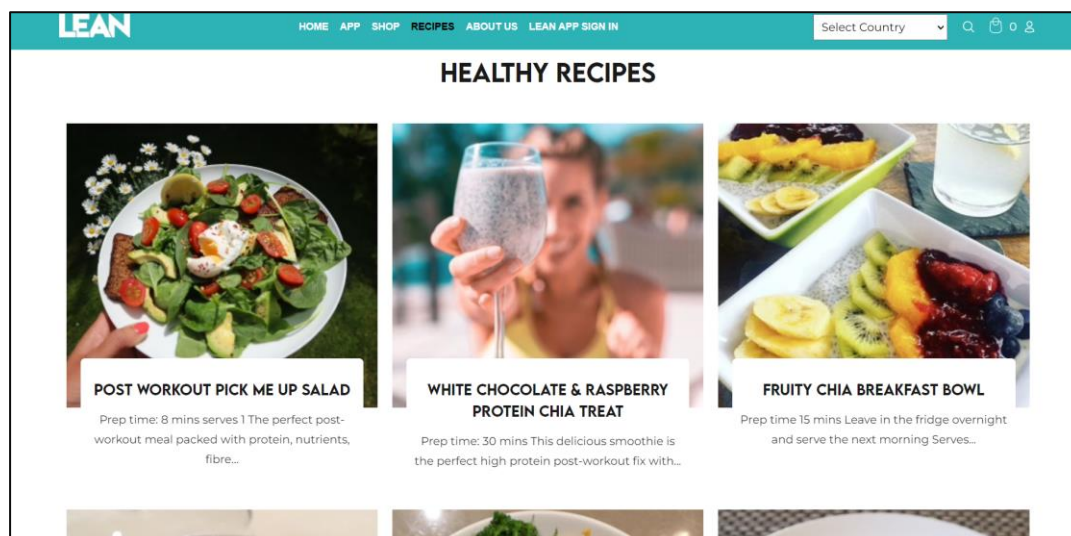 LEAN
HOME APP SHOP RECIPES ABOUT US LEAN APP SIGN IN
Select Country
0
HEALTHY RECIPES
POST WORKOUT PICK ME UP SALAD
Prep time: 8 mins serves 1 The perfect post-
workout meal packed with protein, nutrients,
fibre...
WHITE CHOCOLATE & RASPBERRY
PROTEIN CHIA TREAT
Prep time: 30 mins This delicious smoothie is
the perfect high protein post-workout fix with...
FRUITY CHIA BREAKFAST BOWL
Prep time 15 mins Leave in the fridge overnight
and serve the next morning Serves...